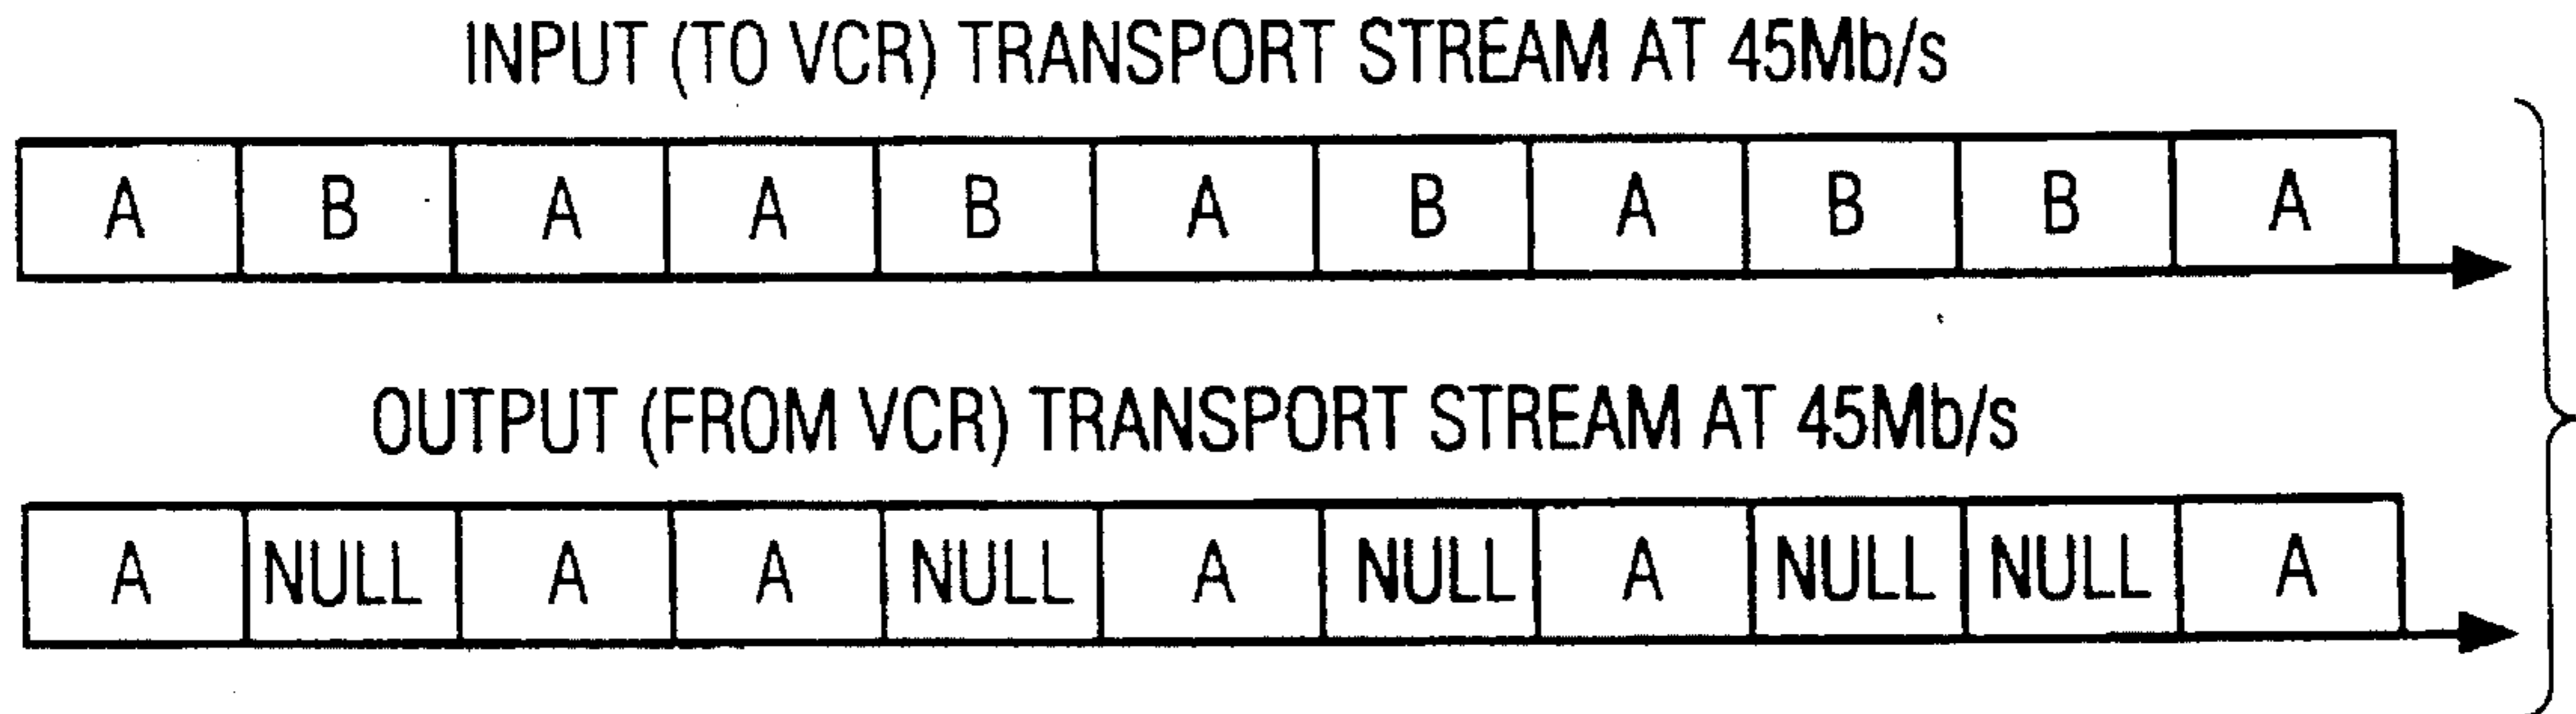 INPUT (TO VCR) TRANSPORT STREAM AT 45Mb/s
A B A A B A B A B B A
OUTPUT (FROM VCR) TRANSPORT STREAM AT 45Mb/s
A NULL A A NULL A NULL A NULL NULL A